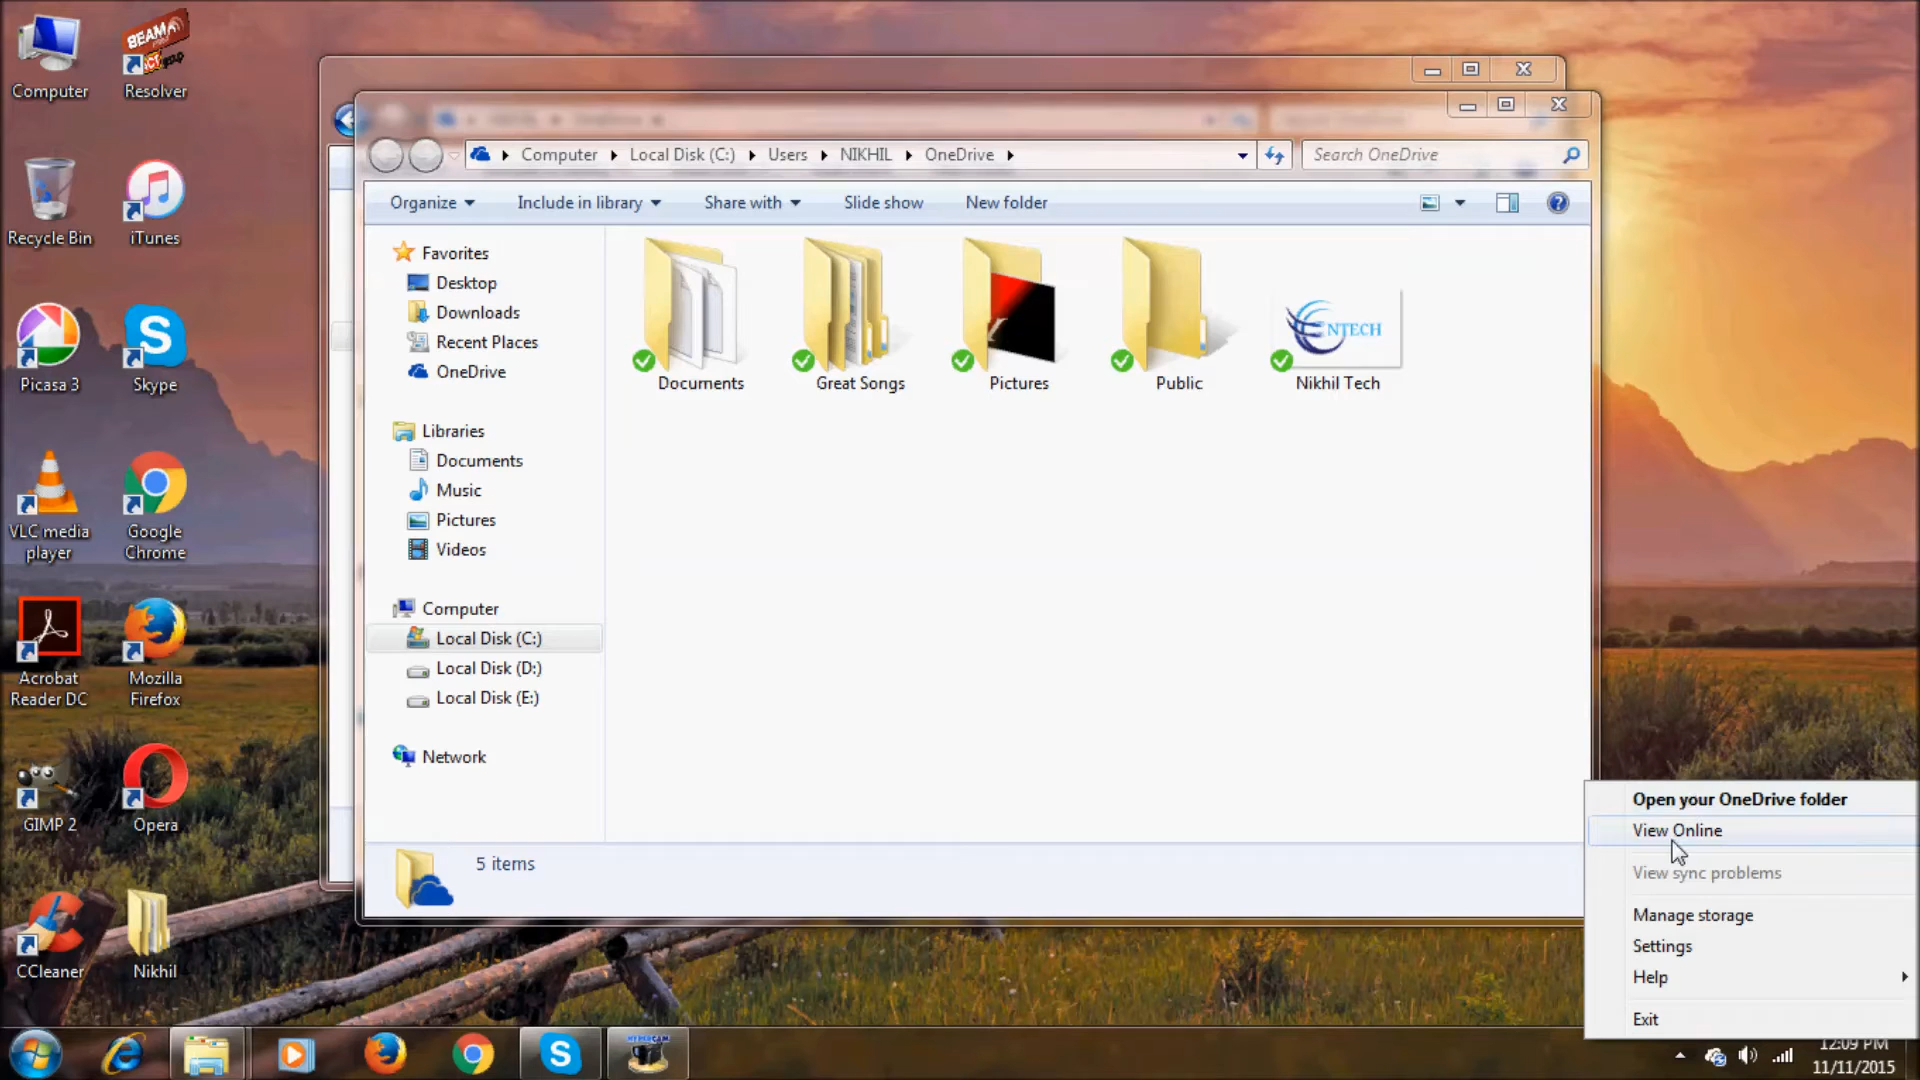 Computer
Resolver
Recycle Bin
iTunes
Picasa 3
Skype
VLC media
player
Google
Chrome
Acrobat
Reader DC
Mozilla
Firefox
GIMP 2
Opera
CCleaner
Nikhil
Computer
Local Disk (C:)
Users
NIKHIL
OneDrive
Search OneDrive
Organize
Include in library
Share with
Slide show
New folder
Favorites
Desktop
Downloads
Recent Places
OneDrive
Libraries
Documents
Music
Pictures
Videos
Computer
Local Disk (C:)
Local Disk (D:)
Local Disk (E:)
Network
Documents
Great Songs
Pictures
Public
NTECH
Nikhil Tech
5 items
Open your OneDrive folder
View Online
View sync problems
Manage storage
Settings
Help
Exit
HYPERCAM
12:09 PM
11/11/2015